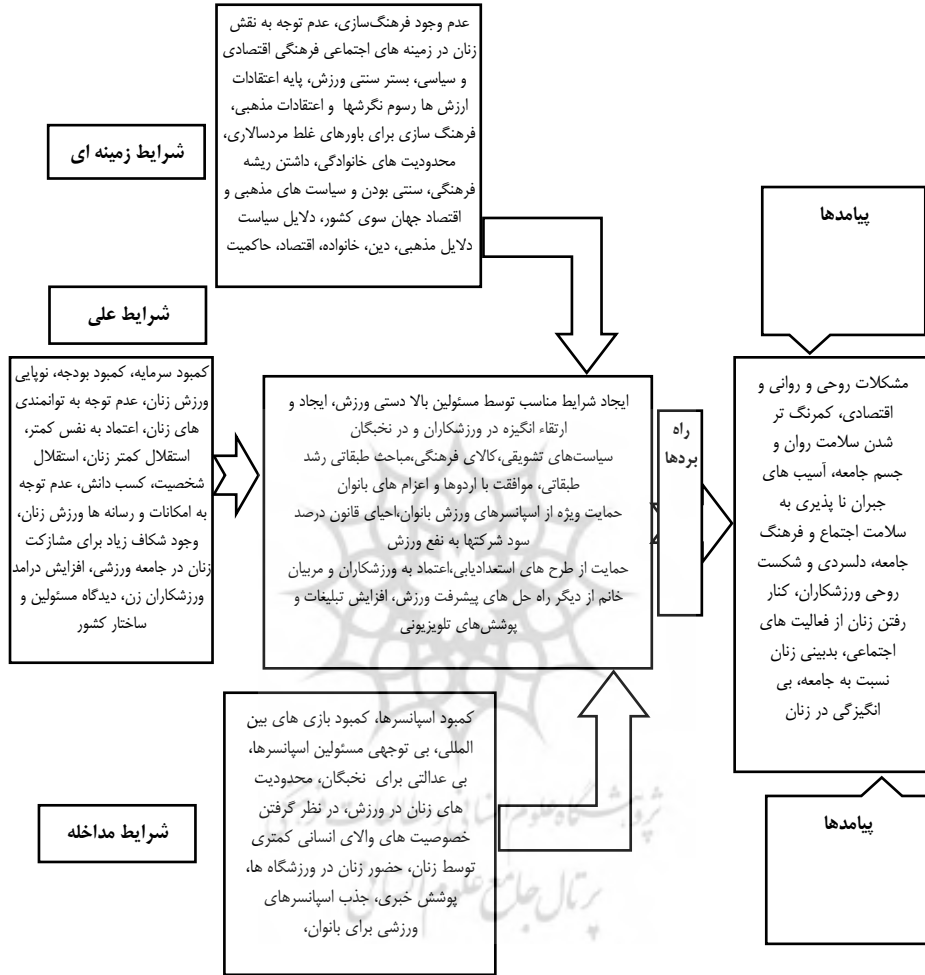 عدم وجود فرهنگ‌سازی، عدم توجه به نقش
زنان در زمینه های اجتماعی فرهنگی اقتصادی
و سیاسی، بستر سنتی ورزش، پایه اعتقادات
ارزش ها رسوم نگرشها و اعتقادات مذهبی،
فرهنگ سازی برای باورهای غلط مردسالاری،
محدودیت های خانوادگی، داشتن ریشه
فرهنگی، سنتی بودن و سیاست های مذهبی و
اقتصاد جهان سوی کشور، دلایل سیاست
دلایل مذهبی، دین، خانواده، اقتصاد، حاکمیت
شرایط زمینه ای
پیامدها
شرایط علی
کمبود سرمایه، کمبود بودجه، نوپایی
ورزش زنان، عدم توجه به توانمندی
های زنان، اعتماد به نفس کمتر،
استقلال کمتر زنان، استقلال
شخصیت، کسب دانش، عدم توجه
به امکانات و رسانه ها ورزش زنان،
وجود شکاف زیاد برای مشازکت
زنان در جامعه ورزشی، افزایش درامد
ورزشکاران زن، دیدگاه مسئولین و
ساختار کشور
ایجاد شرایط مناسب توسط مسئولین بالا دستی ورزش، ایجاد و
ارتقاء انگیزه در ورزشکاران و در نخبگان
سیاست‌های تشویقی،کالای فرهنگی،مباحث طبقاتی رشد
طبقاتی، موافقت با اردوها و اعزام های بانوان
حمایت ویژه از اسپانسرهای ورزش بانوان،احیای قانون درصد
سود شرکتها به نفع ورزش
حمایت از طرح های استعدادیابی،اعتماد به ورزشکاران و مربیان
خانم از دیگر راه حل های پیشرفت ورزش، افزایش تبلیغات و
پوشش‌های تلویزیونی
راه
بردها
مشکلات روحی و روانی و
اقتصادی، کمرنگ تر
شدن سلامت روان و
جسم جامعه، آسیب های
جبران نا پذیری به
سلامت اجتماع و فرهنگ
جامعه، دلسردی و شکست
روحی ورزشکاران، کنار
رفتن زنان از فعالیت های
اجتماعی، بدبینی زنان
نسبت به جامعه، بی
انگیزگی در زنان
کمبود اسپانسرها، کمبود بازی های بین
المللی، بی توجهی مسئولین اسپانسرها،
بی عدالتی برای نخبگان، محدودیت
های زنان در ورزش، در نظر گرفتن
خصوصیت های والای انسانی کمتری
توسط زنان، حضور زنان در ورزشگاه ها،
پوشش خبری، جذب اسپانسرهای
ورزشی برای بانوان،
شرایط مداخله
پیامدها
پژوهشگاه علوم انسانی و مطالعات فرهنگی
پرتال جامع علوم انسانی